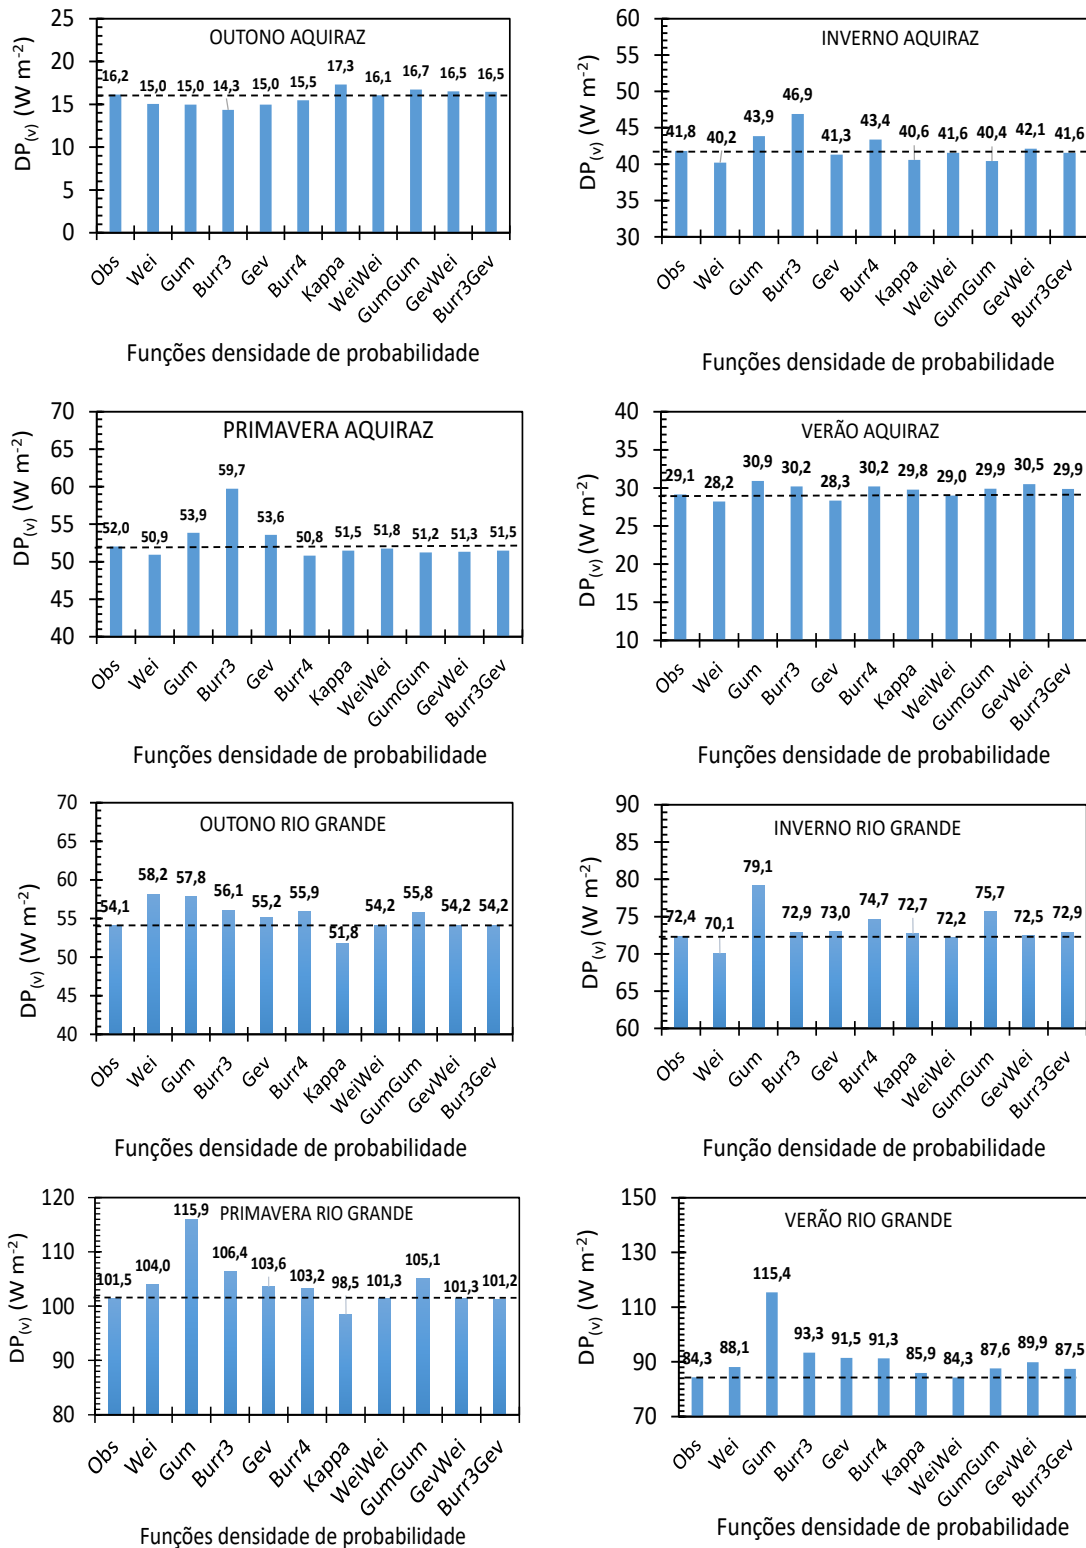 OUTONO AQUIRAZ
DP(v) (W m-2)
25
20
15
10
5
0
16,2 15,0 15,0 14,3 15,0 15,5 17,3 16,1 16,7 16,5 16,5
Obs Wei Gum Burr3 Gev Burr4 Kappa WeiWei GumGum GevWei Burr3Gev
Funções densidade de probabilidade
INVERNO AQUIRAZ
DP(v) (W m-2)
60
55
50
45
40
35
30
41,8 40,2 43,9 46,9 41,3 43,4 40,6 41,6 40,4 42,1 41,6
Obs Wei Gum Burr3 Gev Burr4 Kappa WeiWei GumGum GevWei Burr3Gev
Funções densidade de probabilidade
PRIMAVERA AQUIRAZ
DP(v) (W m-2)
70
65
60
55
50
45
40
52,0 50,9 53,9 59,7 53,6 50,8 51,5 51,8 51,2 51,3 51,5
Obs Wei Gum Burr3 Gev Burr4 Kappa WeiWei GumGum GevWei Burr3Gev
Funções densidade de probabilidade
VERÃO AQUIRAZ
DP(v) (W m-2)
40
35
30
25
20
15
10
29,1 28,2 30,9 30,2 28,3 30,2 29,8 29,0 29,9 30,5 29,9
Obs Wei Gum Burr3 Gev Burr4 Kappa WeiWei GumGum GevWei Burr3Gev
Funções densidade de probabilidade
OUTONO RIO GRANDE
DP(v) (W m-2)
70
65
60
55
50
45
40
54,1 58,2 57,8 56,1 55,2 55,9 51,8 54,2 55,8 54,2 54,2
Obs Wei Gum Burr3 Gev Burr4 Kappa WeiWei GumGum GevWei Bur3Gev
Funções densidade de probabilidade
INVERNO RIO GRANDE
DP(v) (W m-2)
90
85
80
75
70
65
60
72,4 70,1 79,1 72,9 73,0 74,7 72,7 72,2 75,7 72,5 72,9
Obs Wei Gum Burr3 Gev Burr4 Kappa WeiWei GumGum GevWei Burr3Gev
Função densidade de probabilidade
PRIMAVERA RIO GRANDE
DP(v) (W m-2)
120
110
100
90
80
101,5 104,0 115,9 106,4 103,6 103,2 98,5 101,3 105,1 101,3 101,2
Obs Wei Gum Burr3 Gev Burr4 Kappa WeiWei GumGum GevWei Burr3Gev
Funções densidade de probabilidade
VERÃO RIO GRANDE
DP(v) (W m-2)
150
130
110
90
70
84,3 88,1 115,4 93,3 91,5 91,3 85,9 84,3 87,6 89,9 87,5
Obs Wei Gum Burr3 Gev Burr4 Kappa WeiWei GumGum GevWei Burr3Gev
Funções densidade de probabilidade